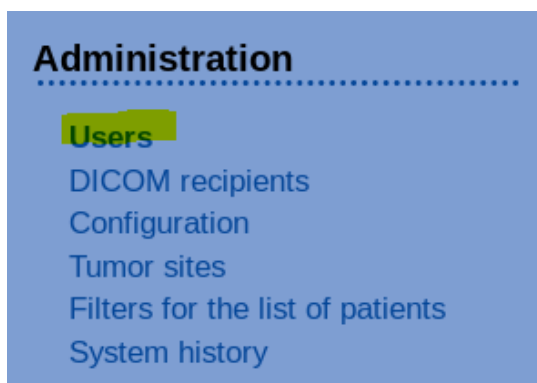 Administration
Users
DICOM recipients
Configuration
Tumor sites
Filters for the list of patients
System history